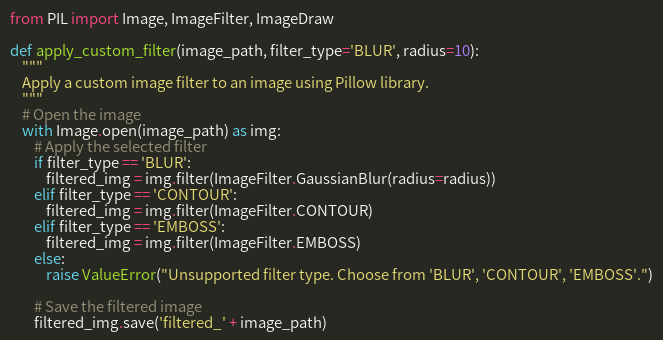 from PIL import Image, ImageFilter, ImageDraw

def apply_custom_filter(image_path, filter_type='BLUR', radius=10):
    """
    Apply a custom image filter to an image using Pillow library.
    """
    # Open the image
    with Image.open(image_path) as img:
        # Apply the selected filter
        if filter_type == 'BLUR':
            filtered_img = img.filter(ImageFilter.GaussianBlur(radius=radius))
        elif filter_type == 'CONTOUR':
            filtered_img = img.filter(ImageFilter.CONTOUR)
        elif filter_type == 'EMBOSS':
            filtered_img = img.filter(ImageFilter.EMBOSS)
        else:
            raise ValueError("Unsupported filter type. Choose from 'BLUR', 'CONTOUR', 'EMBOSS'.")

        # Save the filtered image
        filtered_img.save('filtered_' + image_path)